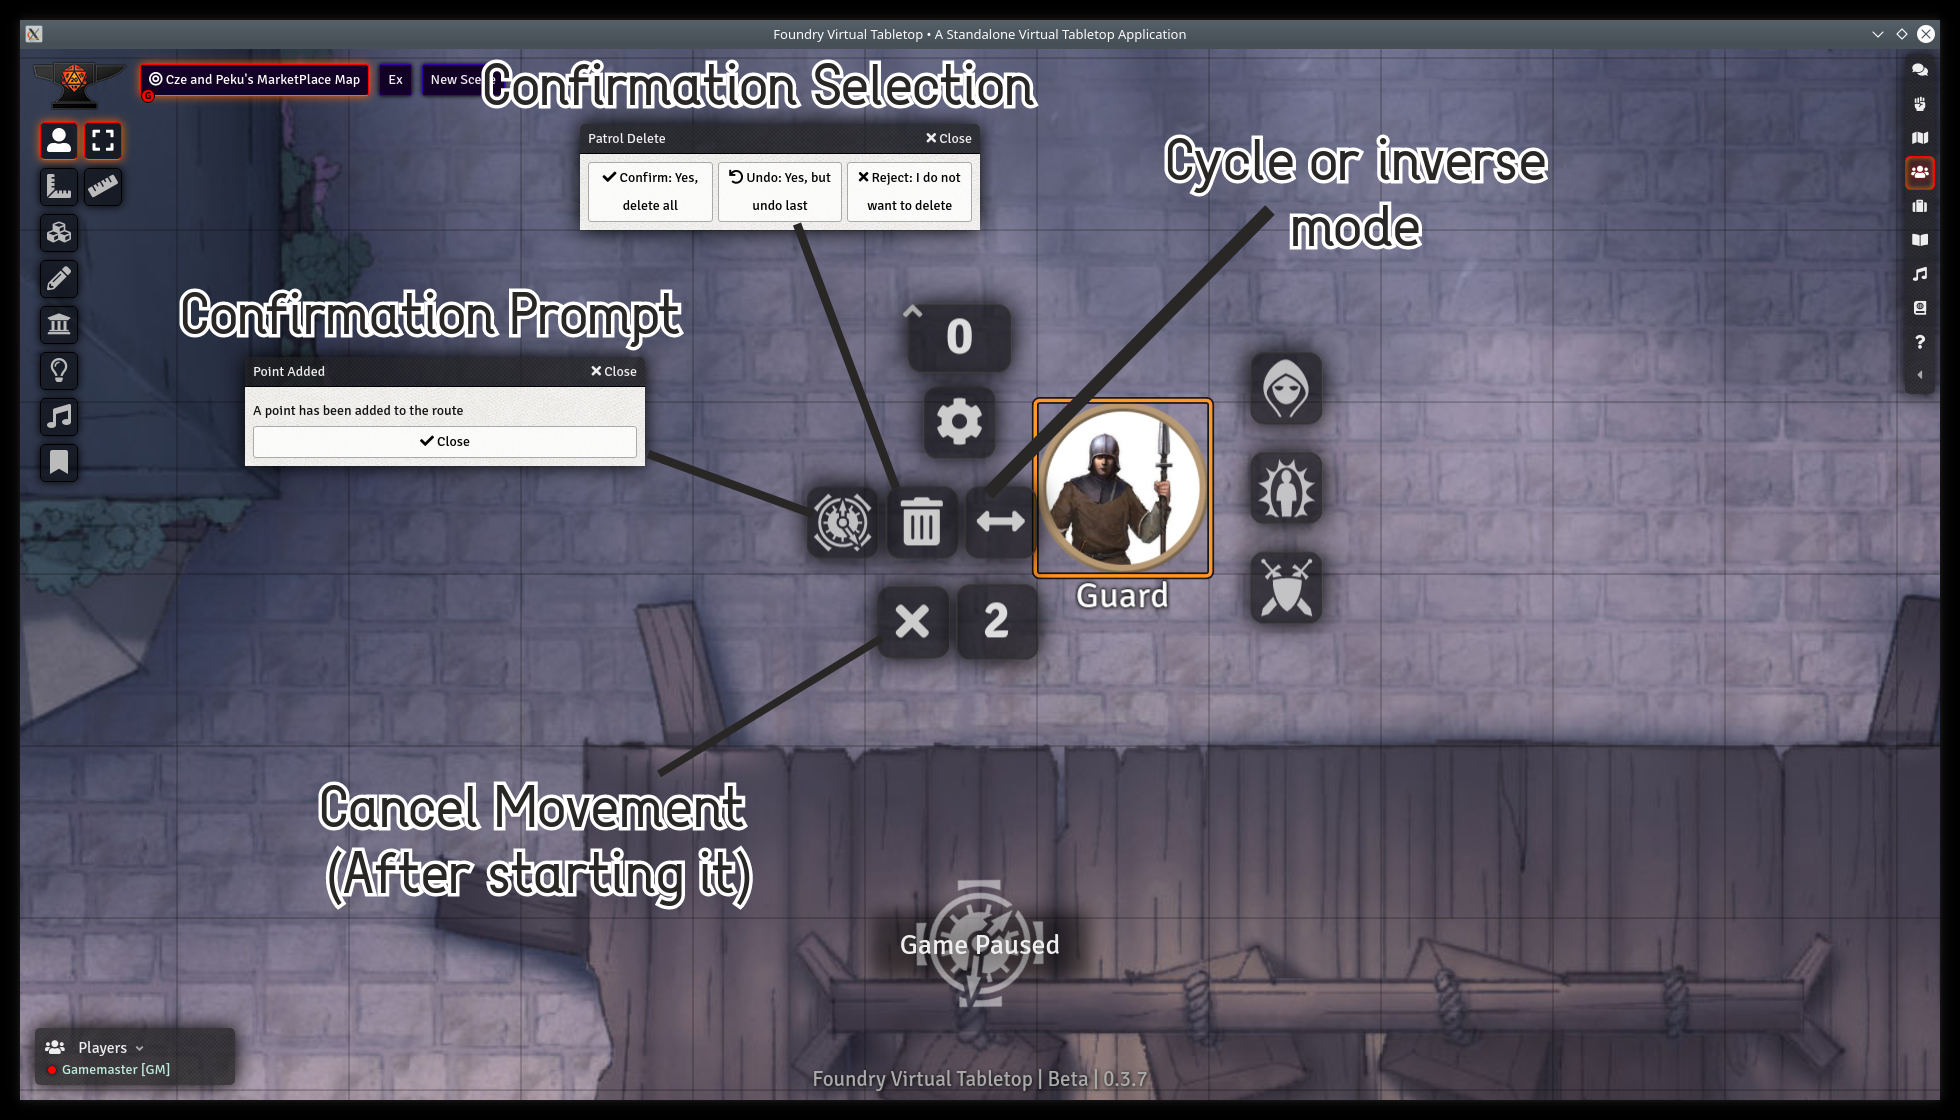 Foundry Virtual Tabletop • A Standalone Virtual Tabletop Application
Cze and Peku's MarketPlace Map
G
Ex
New Scene
Confirmation Selection
Patrol Delete
Close
Confirm: Yes,
delete all
Undo: Yes, but
undo last
Reject: I do not
want to delete
Cycle or inverse
mode
Confirmation Prompt
Point Added
Close
A point has been added to the route
Close
0
Guard
2
Cancel Movement
(After starting it)
Game Paused
Players
Gamemaster [GM]
Foundry Virtual Tabletop | Beta | 0.3.7